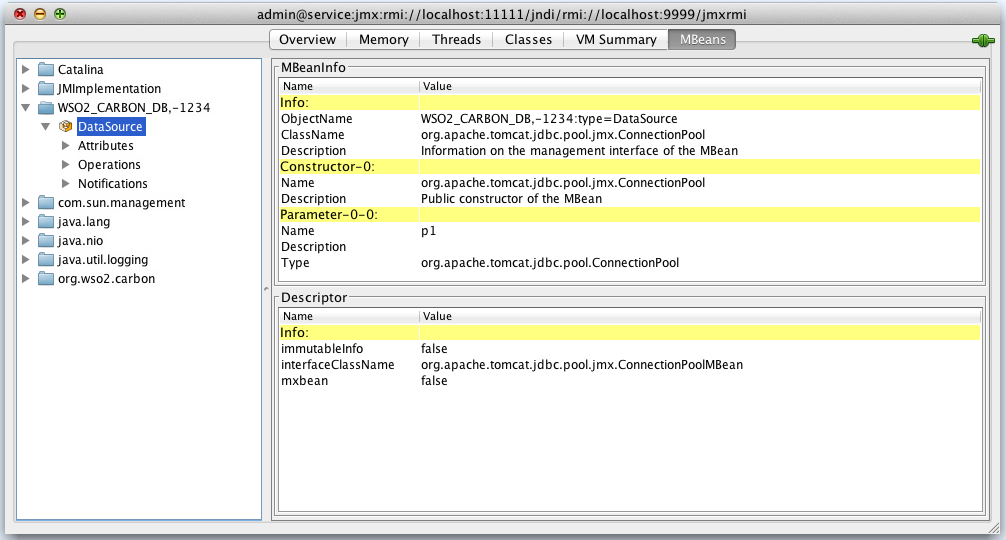 admin@service:jmx:rmi://localhost:11111/jndi/rmi://localhost:9999/jmxrmi
Overview Memory Threads Classes VM Summary MBeans
Catalina
JMImplementation
WSO2_CARBON_DB,-1234
DataSource
Attributes
Operations
Notifications
com.sun.management
java.lang
java.nio
java.util.logging
org.wso2.carbon
MBeanInfo
Name Value
Info:
ObjectName WSO2_CARBON_DB,-1234:type=DataSource
ClassName org.apache.tomcat.jdbc.pool.jmx.ConnectionPool
Description Information on the management interface of the MBean
Constructor-0:
Name org.apache.tomcat.jdbc.pool.jmx.ConnectionPool
Description Public constructor of the MBean
Parameter-0-0:
Name p1
Description
Type org.apache.tomcat.jdbc.pool.ConnectionPool
Descriptor
Name Value
Info:
immutableInfo false
interfaceClassName org.apache.tomcat.jdbc.pool.jmx.ConnectionPoolMBean
mxbean false